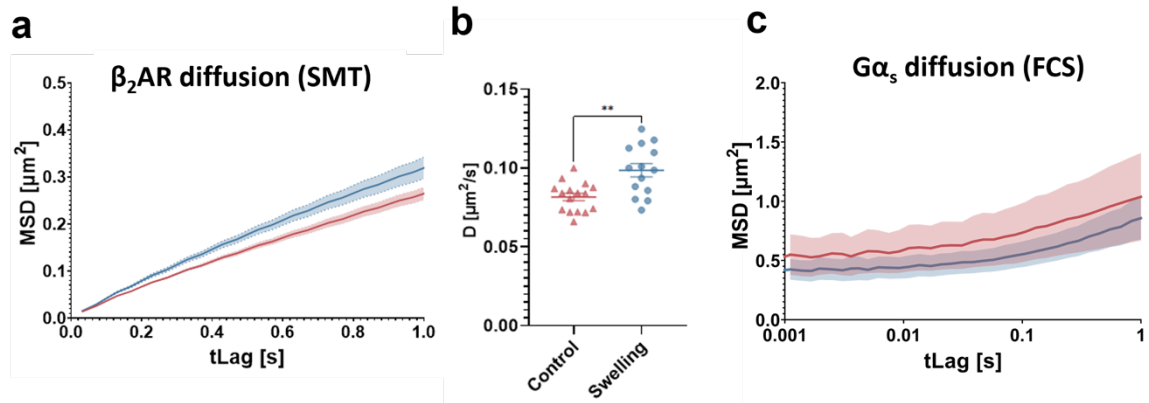 a
β₂AR diffusion (SMT)
MSD [µm²]
0.5
0.4
0.3
0.2
0.1
0.0
0.0 0.2 0.4 0.6 0.8 1.0
tLag [s]
b
**
D [µm²/s]
0.15
0.10
0.05
0.00
Control
Swelling
c
Gαₛ diffusion (FCS)
MSD [µm²]
2.0
1.5
1.0
0.5
0.0
0.001 0.01 0.1 1
tLag [s]